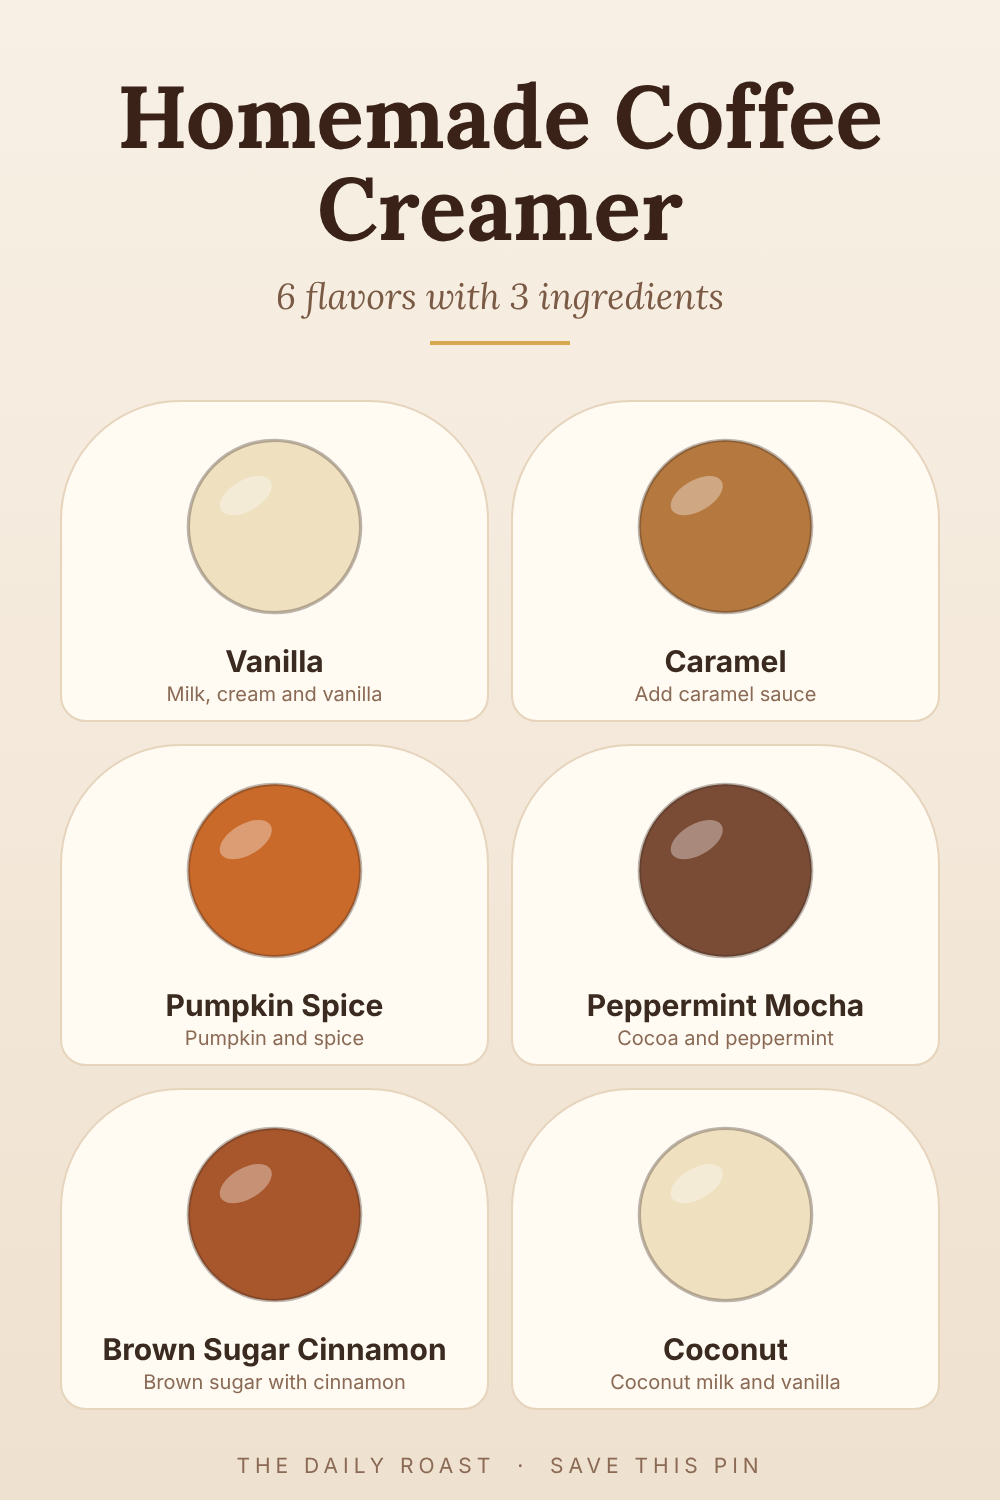 Homemade Coffee
Creamer
6 flavors with 3 ingredients
Vanilla
Milk, cream and vanilla
Caramel
Add caramel sauce
Pumpkin Spice
Pumpkin and spice
Peppermint Mocha
Cocoa and peppermint
Brown Sugar Cinnamon
Brown sugar with cinnamon
Coconut
Coconut milk and vanilla
THE DAILY ROAST · SAVE THIS PIN